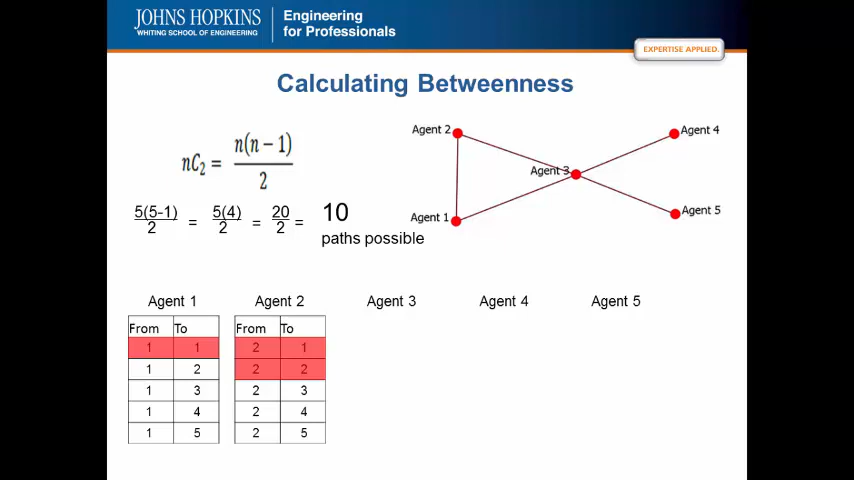 JOHNS HOPKINS
WHITING SCHOOL OF ENGINEERING
Engineering
for Professionals
EXPERTISE APPLIED.
Calculating Betweenness
nC₂ = n(n − 1) / 2
5(5-1) / 2 = 5(4) / 2 = 20 / 2 = 10
paths possible
Agent 2
Agent 4
Agent 3
Agent 1
Agent 5
Agent 1 Agent 2 Agent 3 Agent 4 Agent 5
From To From To
1 1 2 1
1 2 2 2
1 3 2 3
1 4 2 4
1 5 2 5